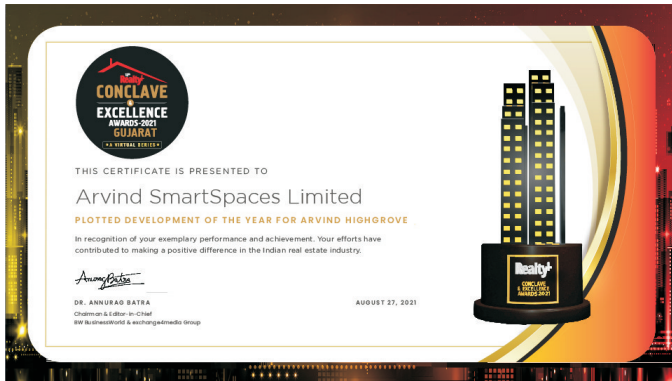 Realty+
CONCLAVE
&
EXCELLENCE
AWARDS-2021
GUJARAT
• A VIRTUAL SERIES •
THIS CERTIFICATE IS PRESENTED TO
Arvind SmartSpaces Limited
PLOTTED DEVELOPMENT OF THE YEAR FOR ARVIND HIGHGROVE
In recognition of your exemplary performance and achievement. Your efforts have
contributed to making a positive difference in the Indian real estate industry.
Anurag Batra
DR. ANNURAG BATRA
AUGUST 27, 2021
Chairman & Editor-in-Chief
BW BusinessWorld & exchange4media Group
Realty+
CONCLAVE
& EXCELLENCE
AWARDS 2021